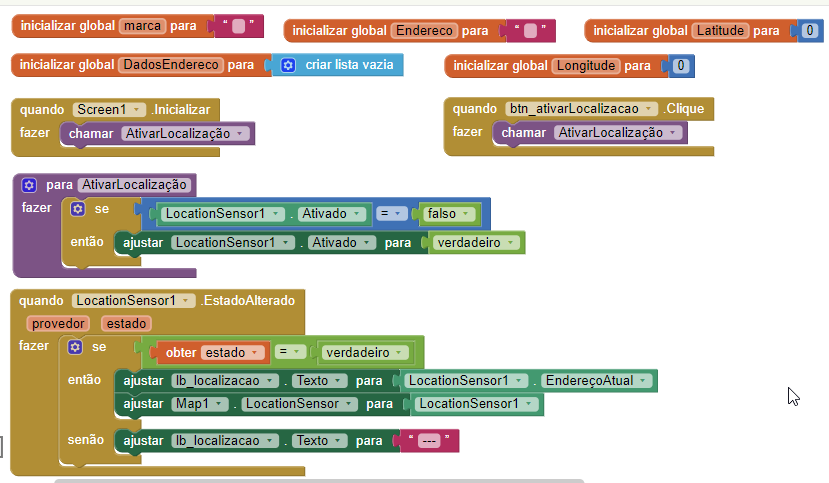 inicializar global marca para " "
inicializar global Endereco para " "
inicializar global Latitude para 0
inicializar global DadosEndereco para criar lista vazia
inicializar global Longitude para 0
quando Screen1 .Inicializar
fazer chamar AtivarLocalização
quando btn_ativarLocalizacao .Clique
fazer chamar AtivarLocalização
para AtivarLocalização
fazer se LocationSensor1 . Ativado = falso
então ajustar LocationSensor1 . Ativado para verdadeiro
quando LocationSensor1 .EstadoAlterado
provedor estado
fazer se obter estado = verdadeiro
então ajustar lb_localizacao . Texto para LocationSensor1 . EndereçoAtual
ajustar Map1 . LocationSensor para LocationSensor1
senão ajustar lb_localizacao . Texto para " --- "